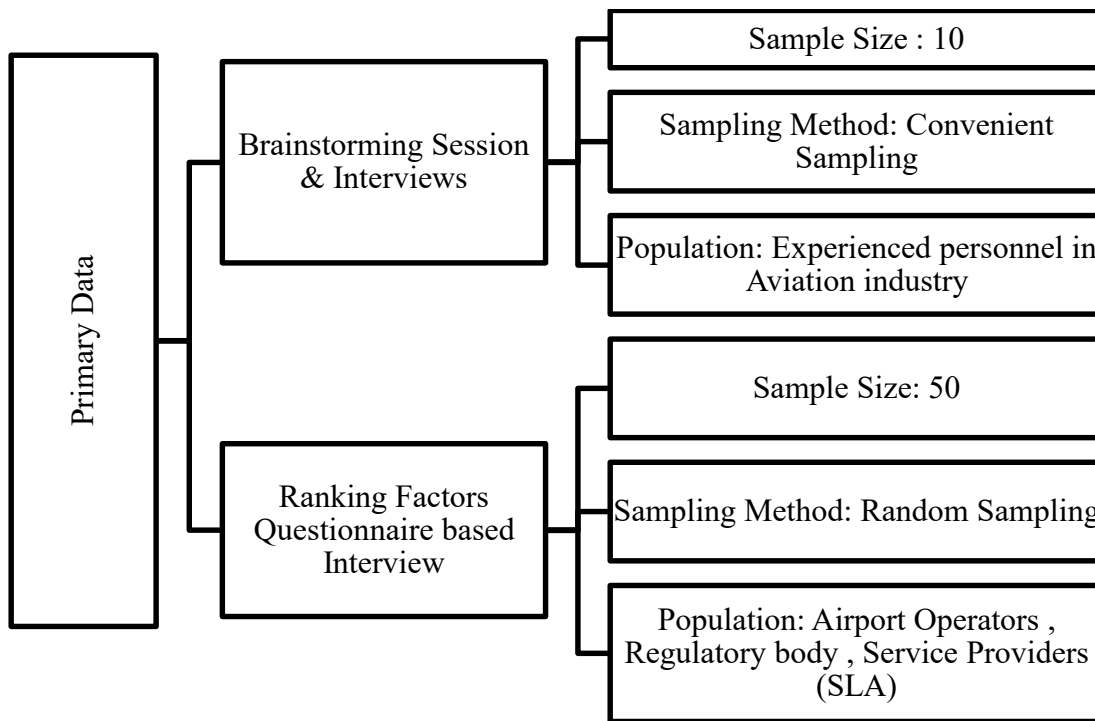 Primary Data
Brainstorming Session
& Interviews
Sample Size : 10
Sampling Method: Convenient
Sampling
Population: Experienced personnel in
Aviation industry
Ranking Factors
Questionnaire based
Interview
Sample Size: 50
Sampling Method: Random Sampling
Population: Airport Operators ,
Regulatory body , Service Providers
(SLA)